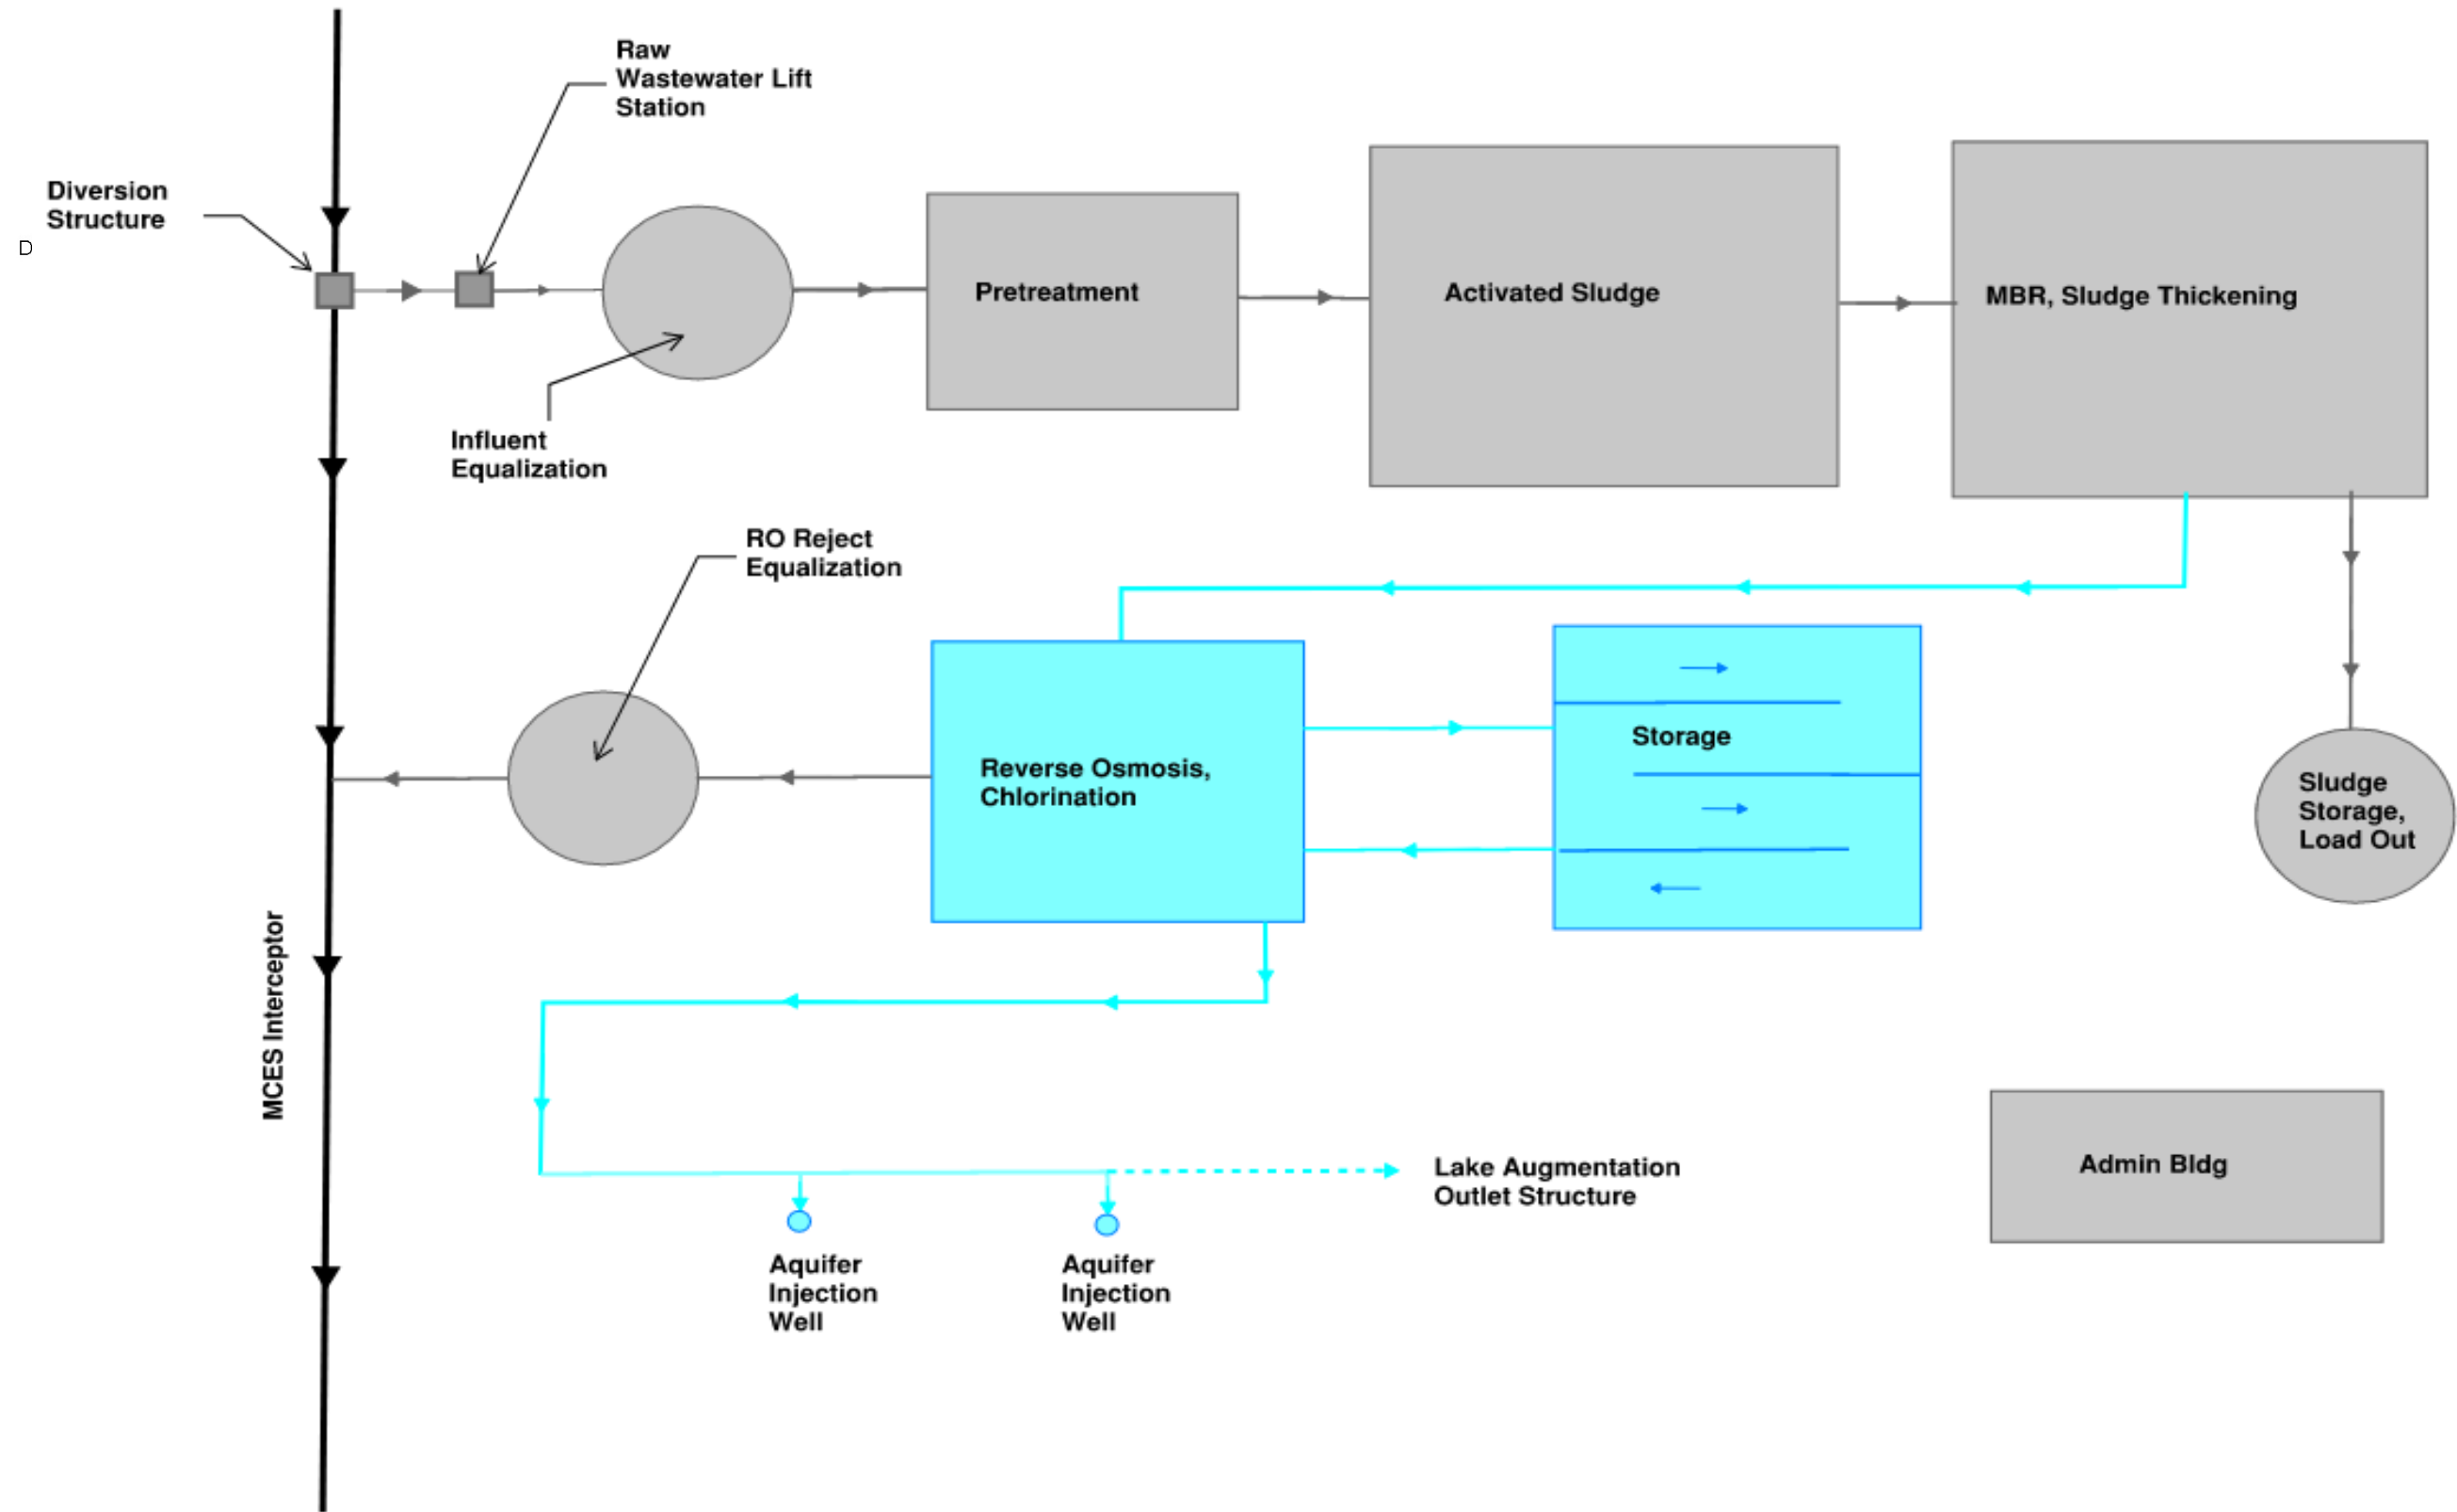 Raw
Wastewater Lift
Station
Diversion
Structure
D
Pretreatment
Activated Sludge
MBR, Sludge Thickening
Influent
Equalization
RO Reject
Equalization
Storage
Reverse Osmosis,
Chlorination
Sludge
Storage,
Load Out
MCES Interceptor
Lake Augmentation
Outlet Structure
Admin Bldg
Aquifer
Injection
Well
Aquifer
Injection
Well